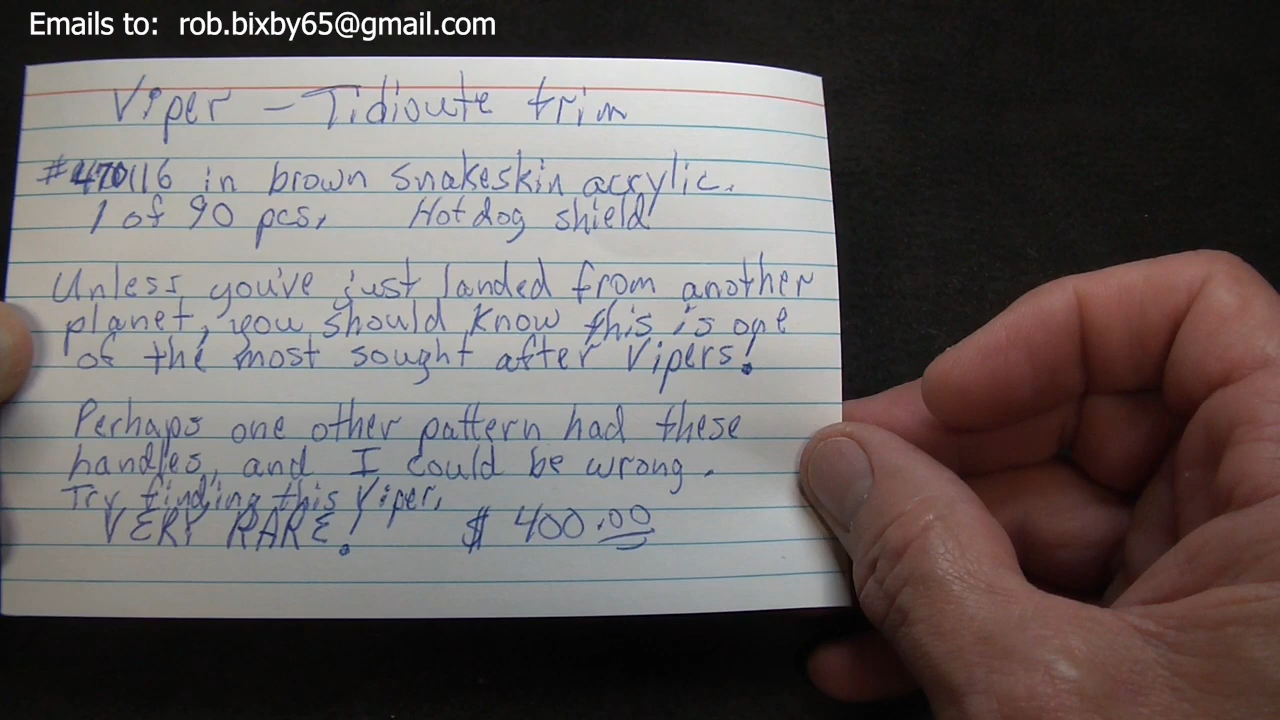 Emails to: rob.bixby65@gmail.com
Viper - Tidioute trim
#470116 in brown snakeskin acrylic.
1 of 90 pcs, Hotdog shield
Unless you've just landed from another
planet, you should know this is one
of the most sought after Vipers!
Perhaps one other pattern had these
handles, and I could be wrong.
Try finding this Viper,
VERY RARE! $ 400.00